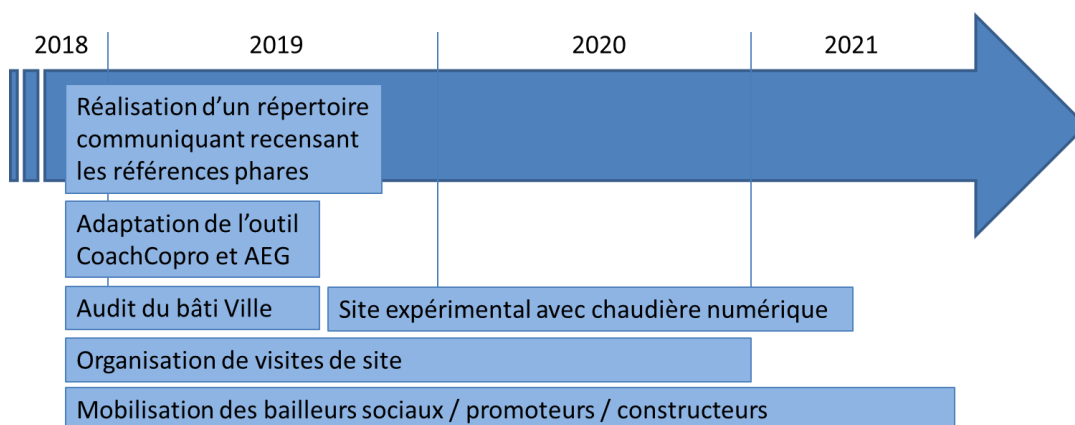 2018 2019 2020 2021
Réalisation d’un répertoire
communiquant recensant
les références phares
Adaptation de l’outil
CoachCopro et AEG
Audit du bâti Ville
Site expérimental avec chaudière numérique
Organisation de visites de site
Mobilisation des bailleurs sociaux / promoteurs / constructeurs